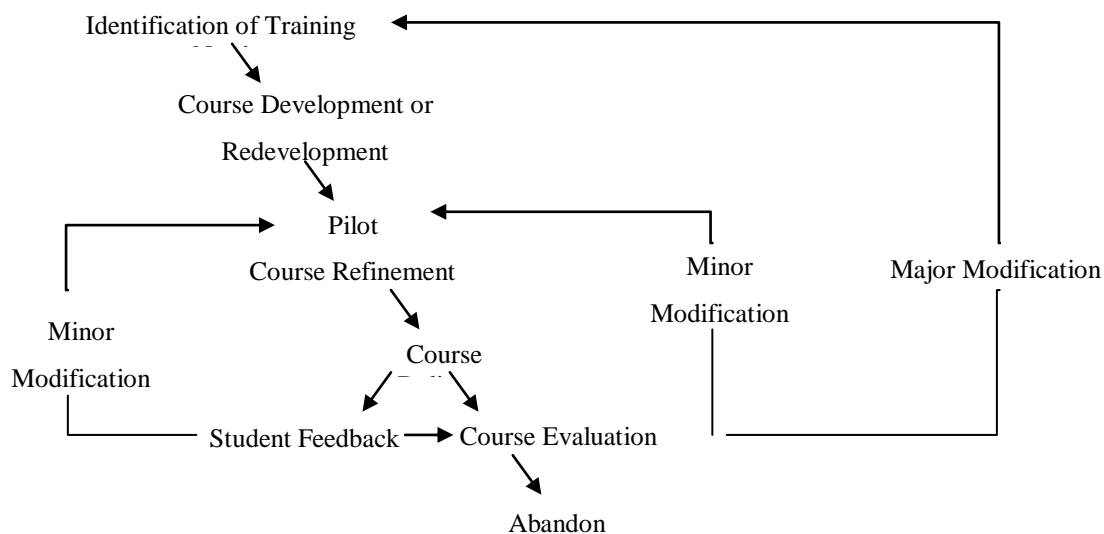 Identification of Training
Course Development or
Redevelopment
Pilot
Course Refinement
Minor
Modification
Major Modification
Minor
Modification
Course
Student Feedback
Course Evaluation
Abandon